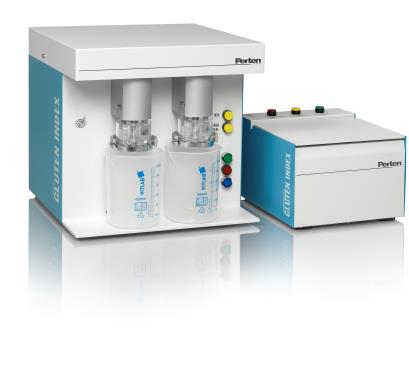 Perten
GLUTEN INDEX
VITLAB
VITLAB
Perten
GLUTEN INDEX